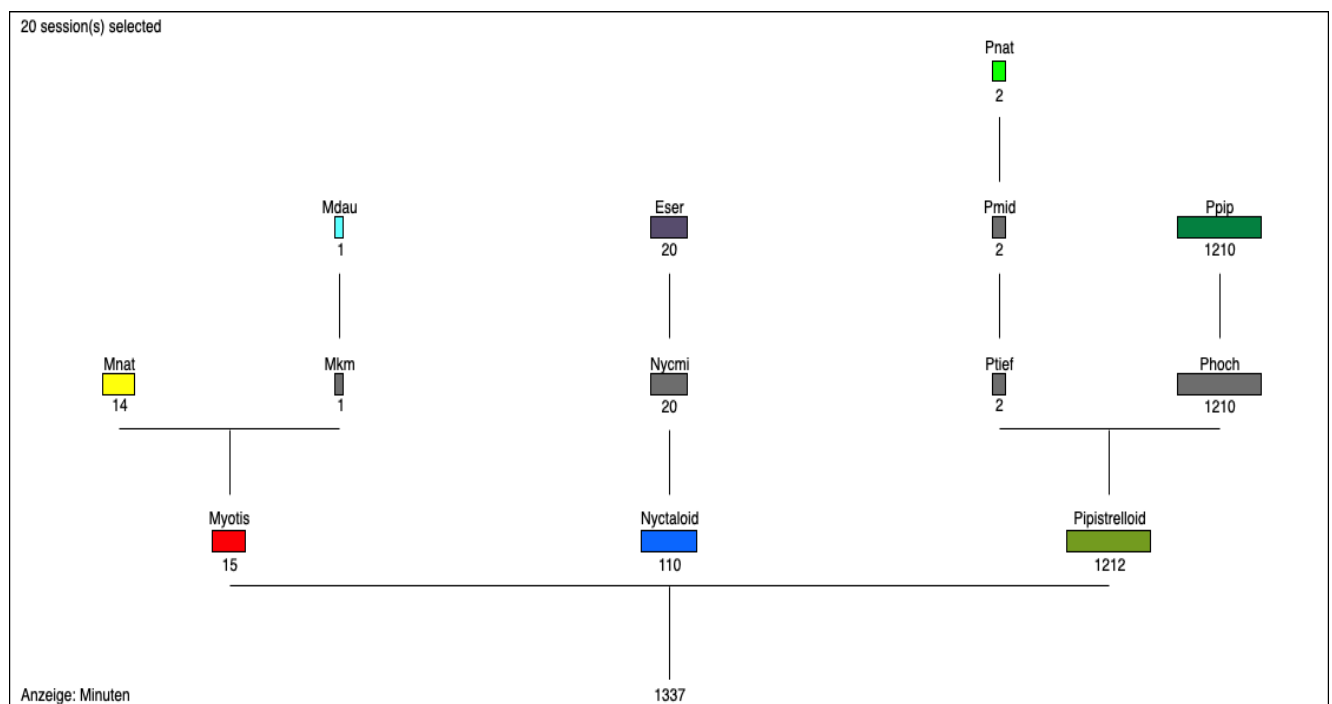 20 session(s) selected
Pnat
2
Mdau Eser Pmid Ppip
1 20 2 1210
Mnat Mkm Nycmi Ptief Phoch
14 1 20 2 1210
Myotis Nyctaloid Pipistrelloid
15 110 1212
Anzeige: Minuten 1337